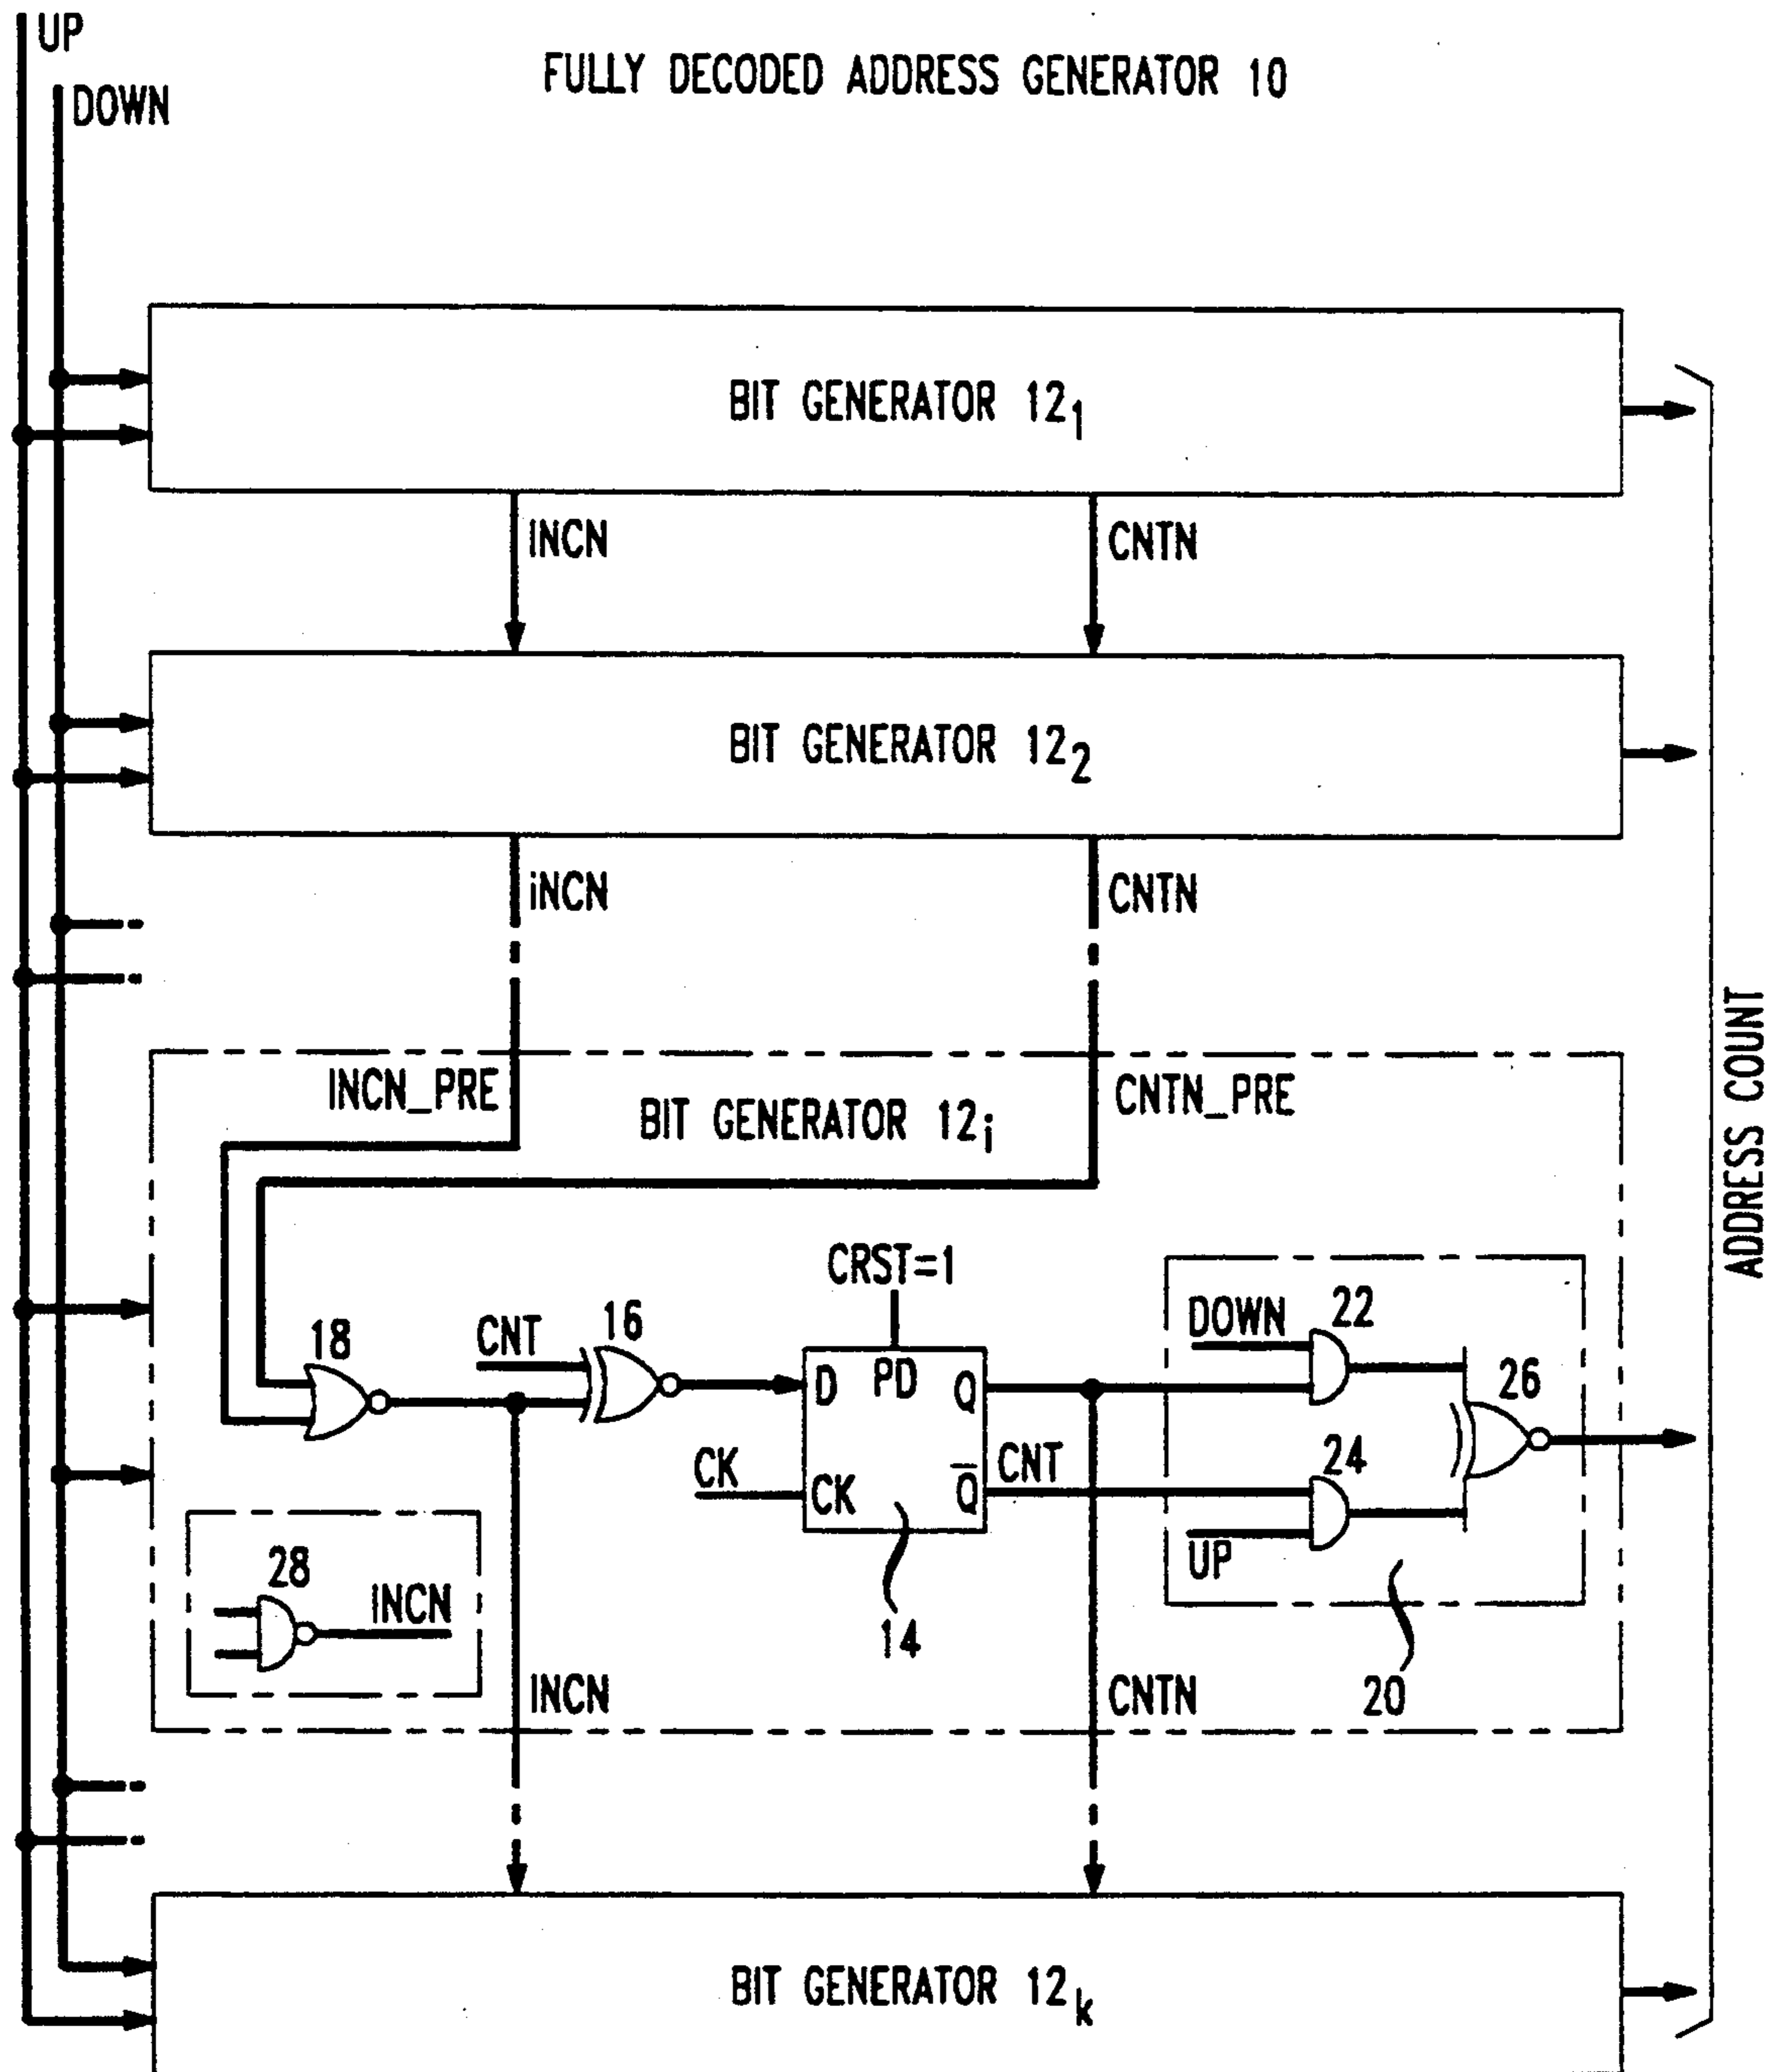 UP
DOWN
FULLY DECODED ADDRESS GENERATOR 10
BIT GENERATOR 12₁
INCN
CNTN
BIT GENERATOR 12₂
iNCN
CNTN
INCN_PRE
BIT GENERATOR 12ᵢ
CNTN_PRE
ADDRESS COUNT
CRST=1
18
CNT
16
D
PD
Q
DOWN
22
26
CK
CK
Q̅
CNT
24
UP
28
INCN
14
20
INCN
CNTN
BIT GENERATOR 12ₖ